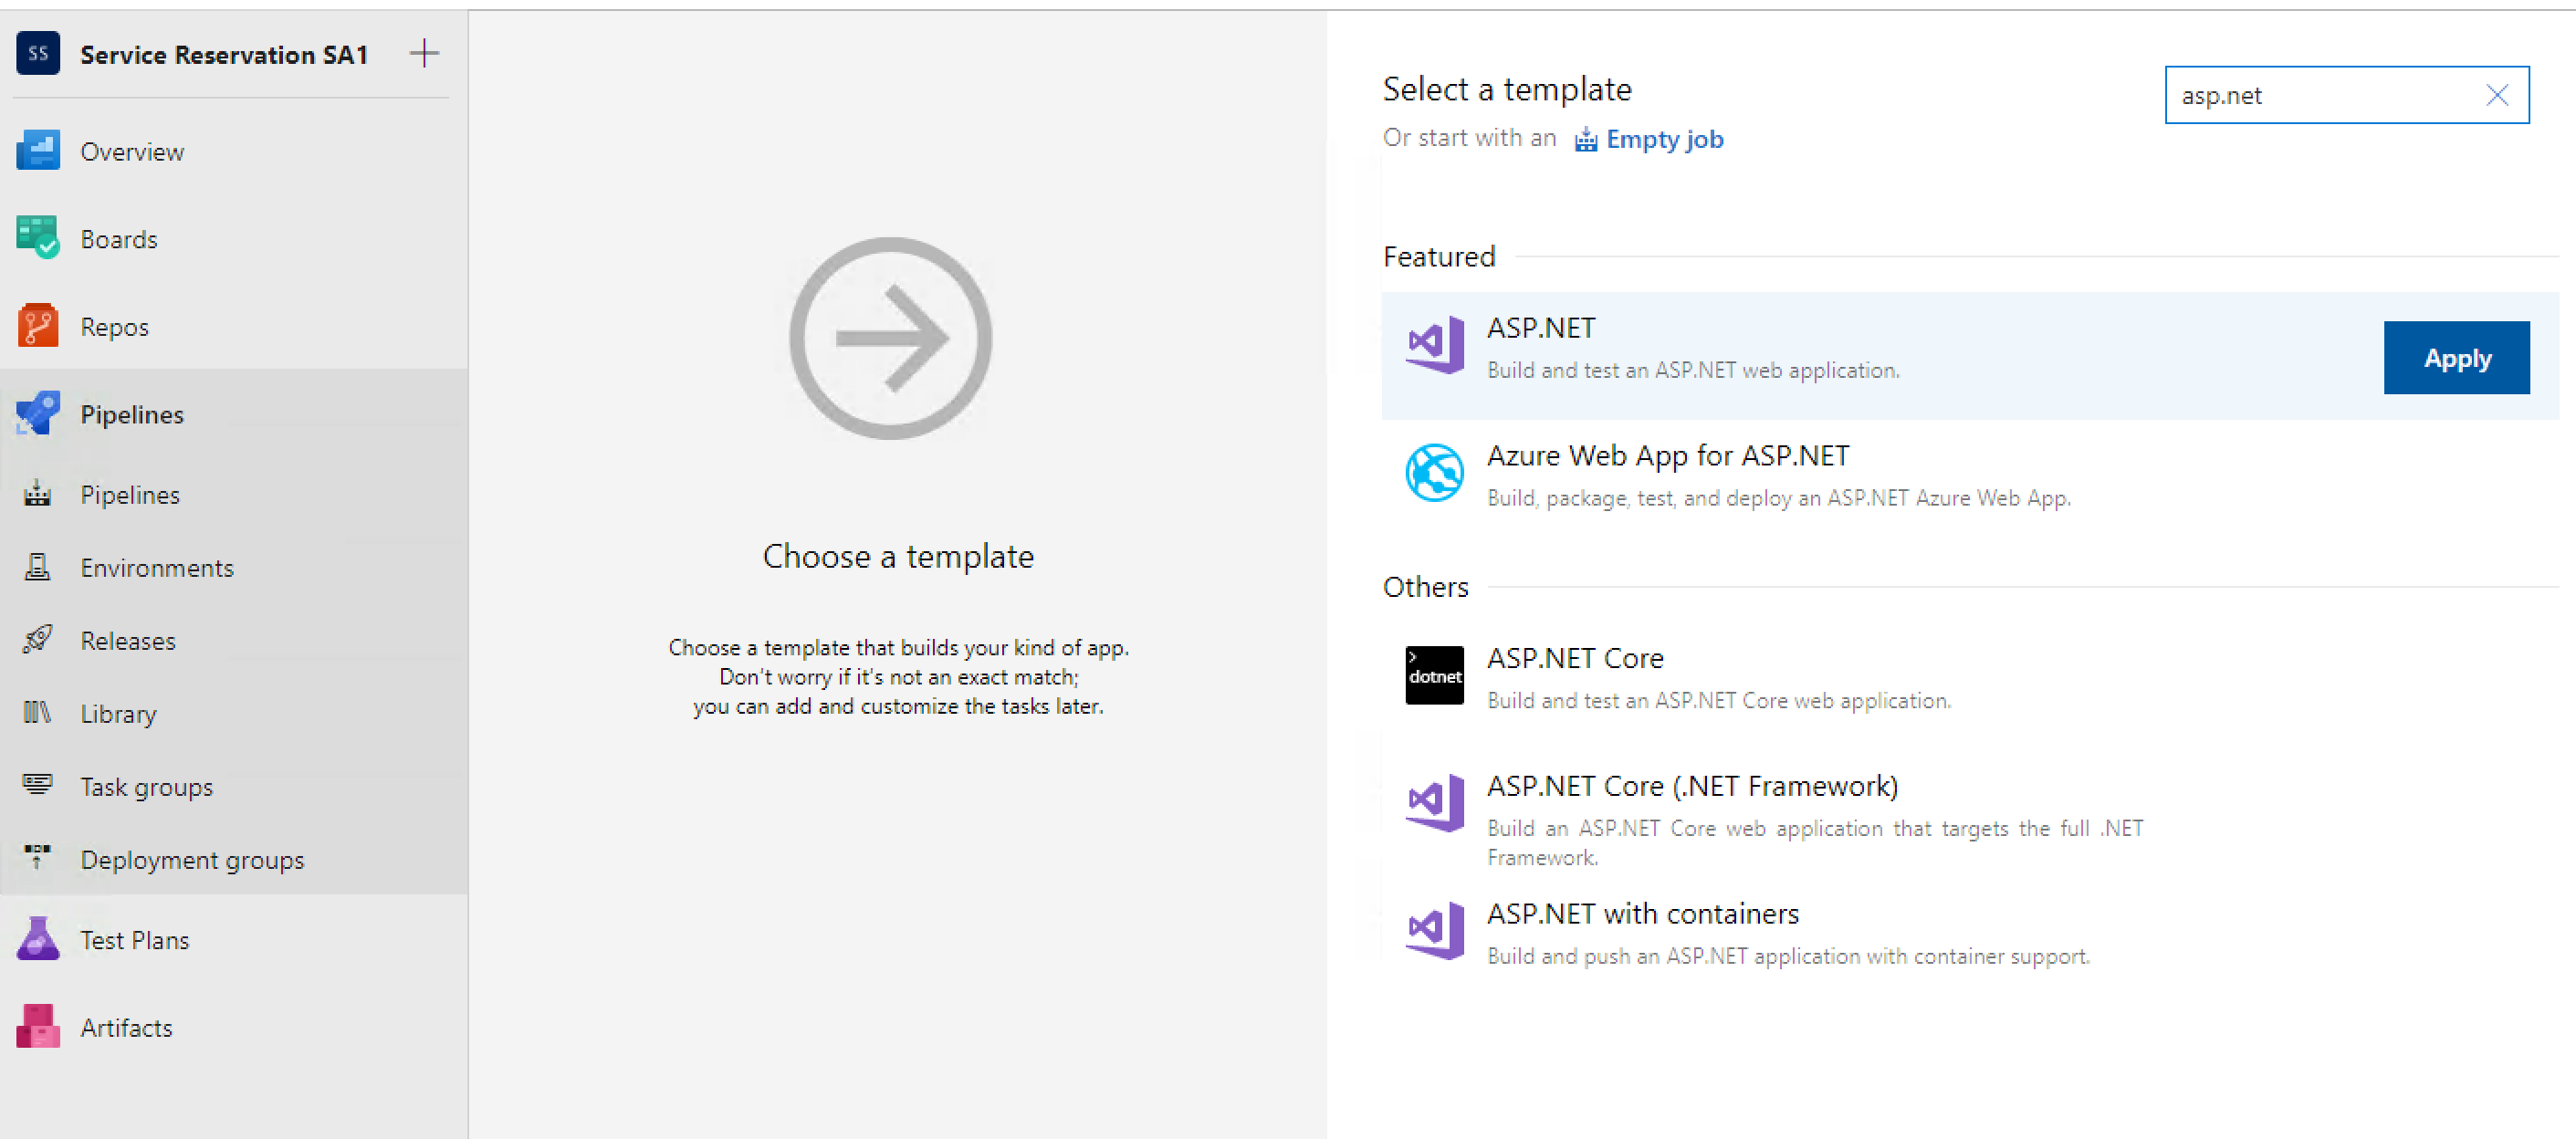 SS
Service Reservation SA1
Overview
Boards
Repos
Pipelines
Pipelines
Environments
Releases
Library
Task groups
Deployment groups
Test Plans
Artifacts
Choose a template
Choose a template that builds your kind of app.
Don't worry if it's not an exact match;
you can add and customize the tasks later.
Select a template
asp.net
Or start with an Empty job
Featured
ASP.NET
Build and test an ASP.NET web application.
Apply
Azure Web App for ASP.NET
Build, package, test, and deploy an ASP.NET Azure Web App.
Others
dotnet
ASP.NET Core
Build and test an ASP.NET Core web application.
ASP.NET Core (.NET Framework)
Build an ASP.NET Core web application that targets the full .NET
Framework.
ASP.NET with containers
Build and push an ASP.NET application with container support.